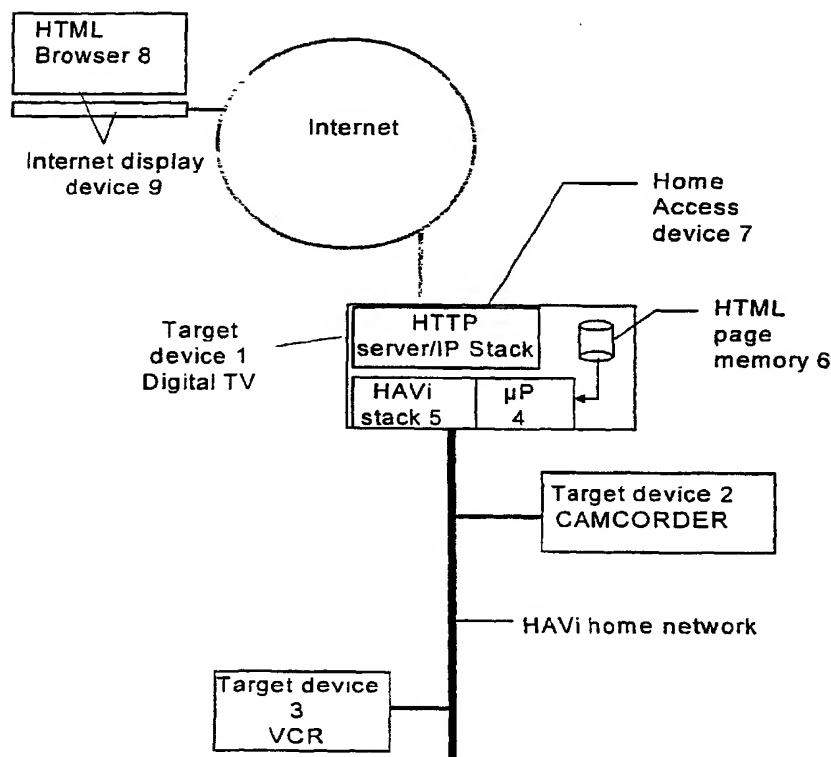 HTML
Browser 8
Internet
Internet display
device 9
Home
Access
device 7
Target
device 1
Digital TV
HTTP
server/IP Stack
HTML
page
memory 6
HAVi
stack 5
µP
4
Target device 2
CAMCORDER
HAVi home network
Target device
3
VCR